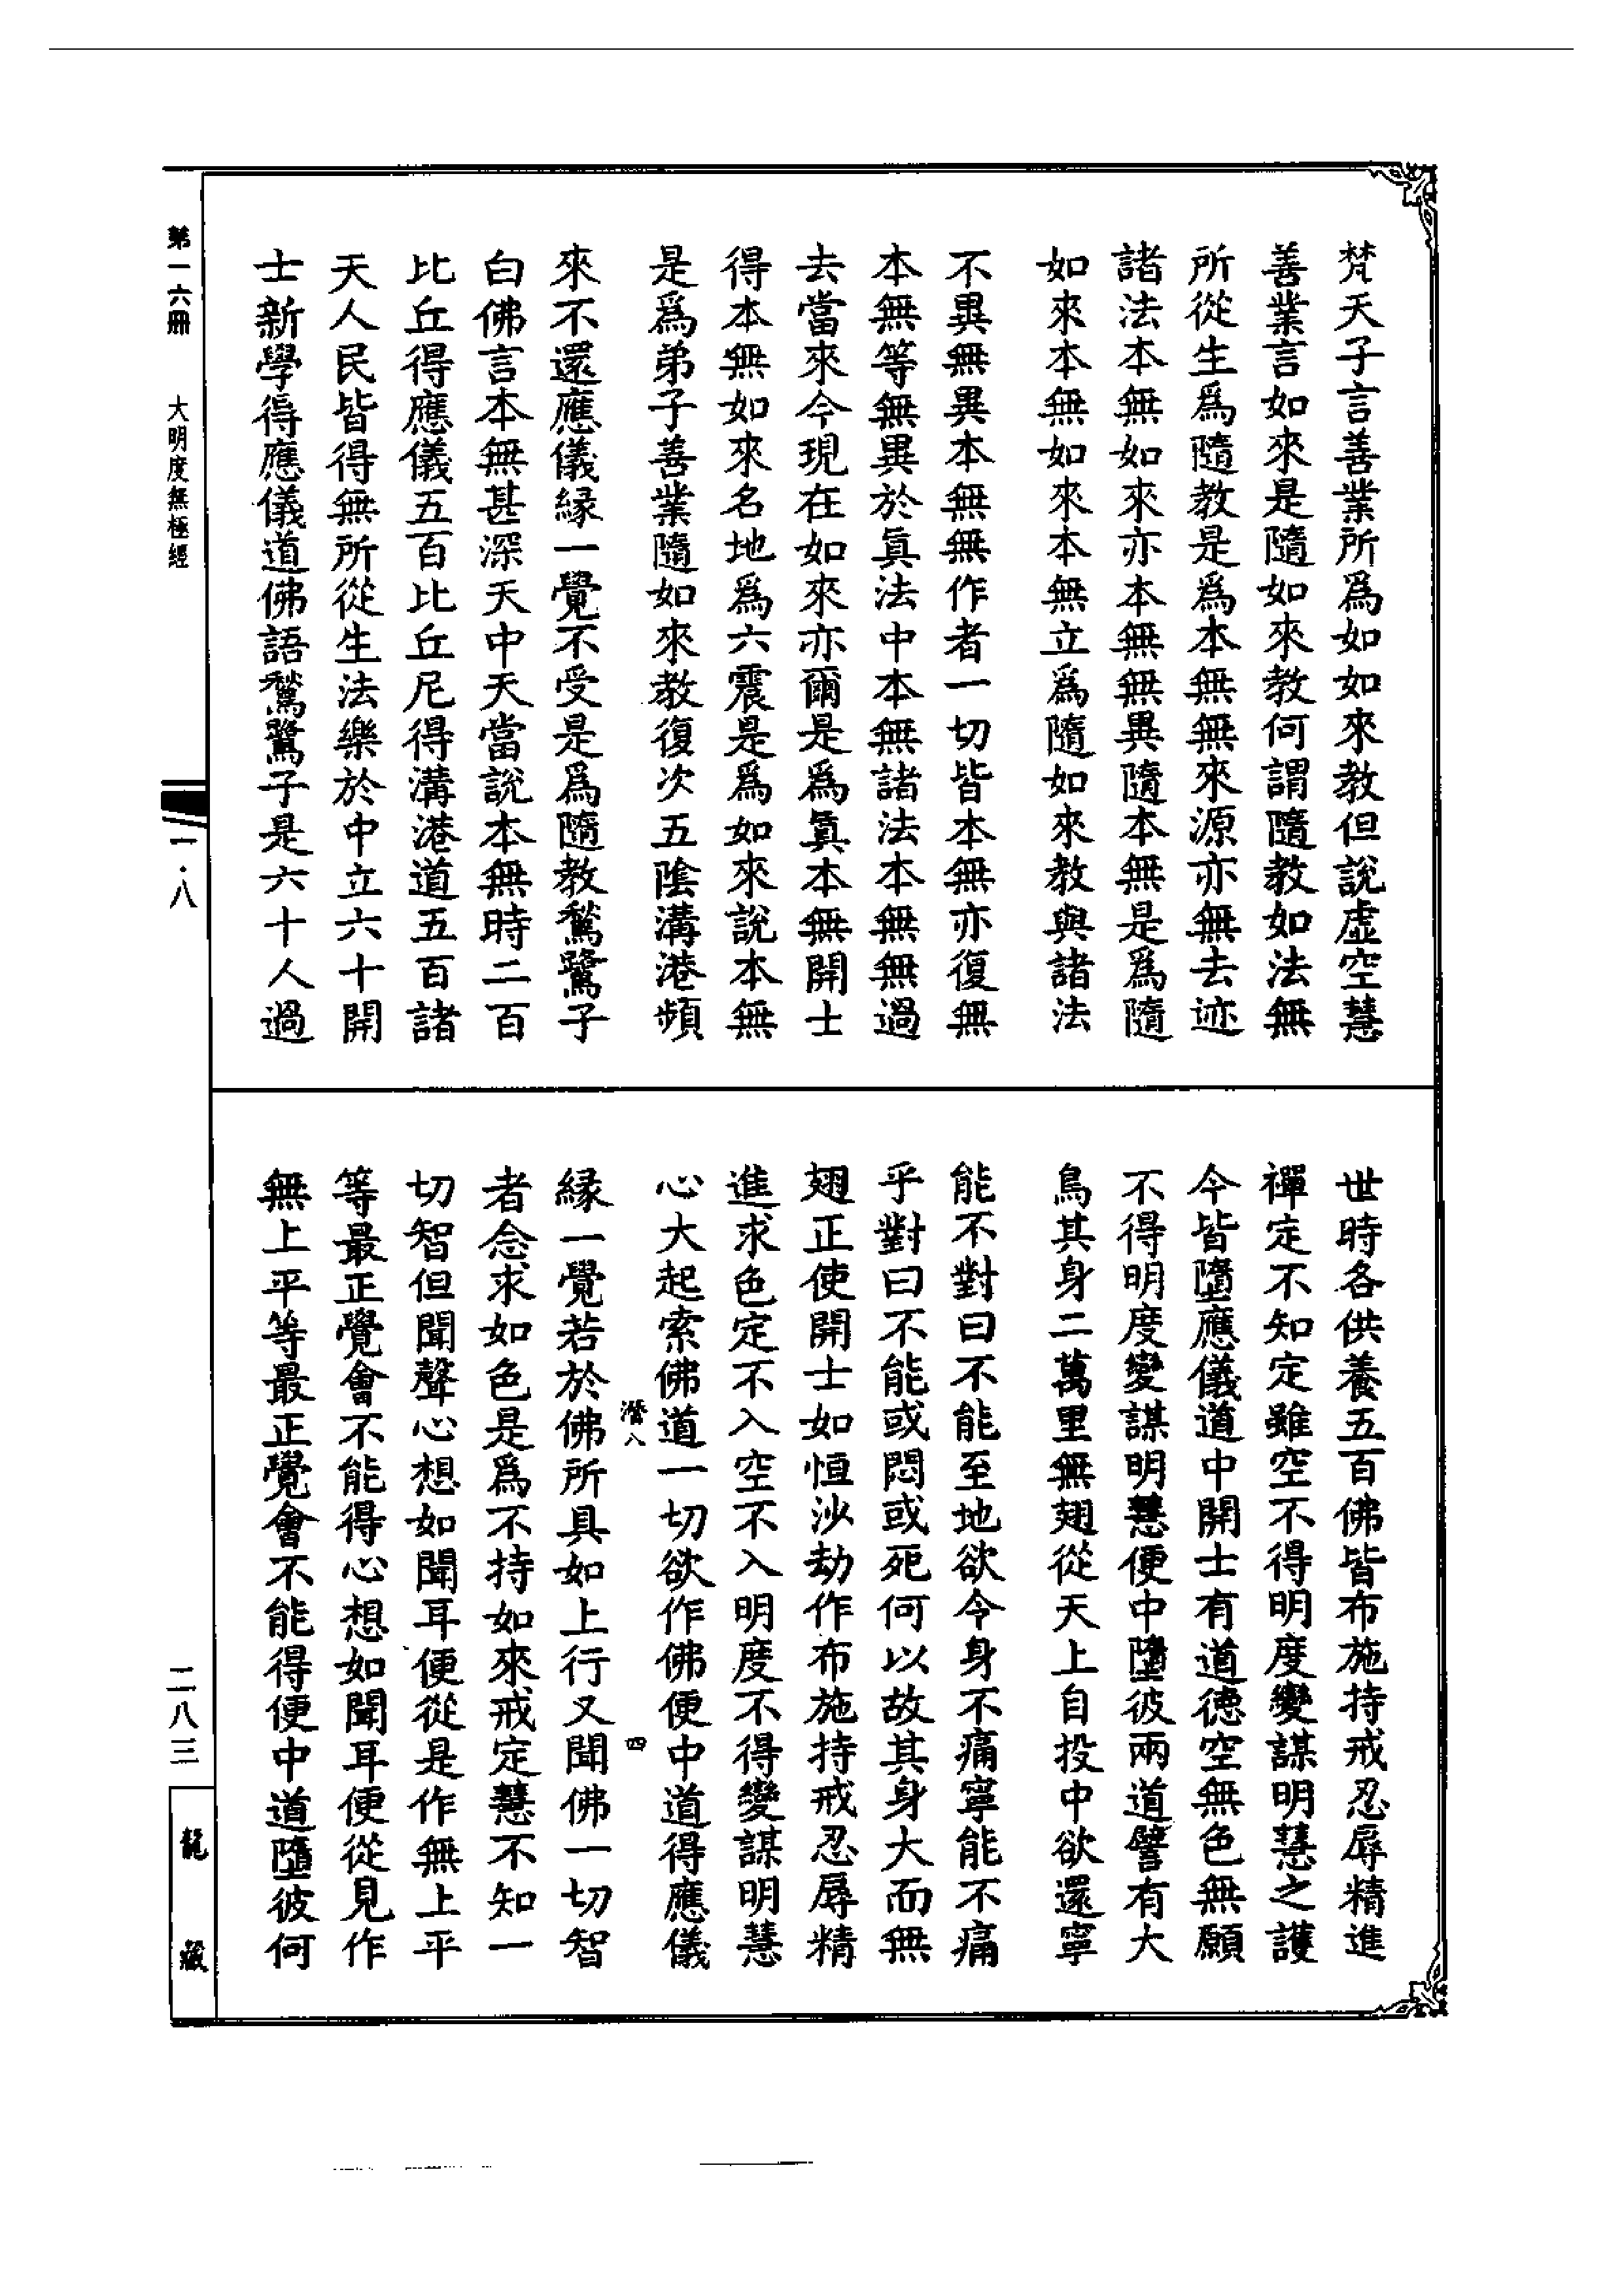 梵天子言善業所爲如如來教但說虛空慧
善業言如來是隨如來教何謂隨教如法無
所從生爲隨教是爲本無無來源亦無去迹
諸法本無如來亦本無無異隨本無是爲隨
如來本無如來本無立爲隨如來教與諸法
不異無異本無無作者一切皆本無亦復無
本無等無異於眞法中本無諸法本無無過
去當來今現在如來亦爾是爲眞本無開士
得本無如來名地爲六震是爲如來說本無
是爲弟子善業隨如來教復次五陰溝港頻
來不還應儀緣一覺不受是爲隨教鶖鷺子
白佛言本無甚深天中天當說本無時二百
比丘得應儀五百比丘尼得溝港道五百諸
天人民皆得無所從生法樂於中立六十開
士新學得應儀道佛語鶖鷺子是六十人過
世時各供養五百佛皆布施持戒忍辱精進
禪定不知定雖空不得明度變謀明慧之護
今皆墮應儀道中開士有道德空無色無願
不得明度變謀明慧便中墮彼兩道譬有大
鳥其身二萬里無翅從天上自投中欲還寧
能不對曰不能至地欲令身不痛寧能不痛
乎對曰不能或悶或死何以故其身大而無
翅正使開士如恒沙劫作布施持戒忍辱精
進求色定不入空不入明度不得變謀明慧
心大起索佛道一切欲作佛便中道得應儀
潛八 四
緣一覺若於佛所具如上行又聞佛一切智
者念求如色是爲不持如來戒定慧不知一
切智但聞聲心想如聞耳便從是作無上平
等最正覺會不能得心想如聞耳便從見作
無上平等最正覺會不能得便中道墮彼何
第一六冊 大明度無極經
一·八
二八三
龍藏